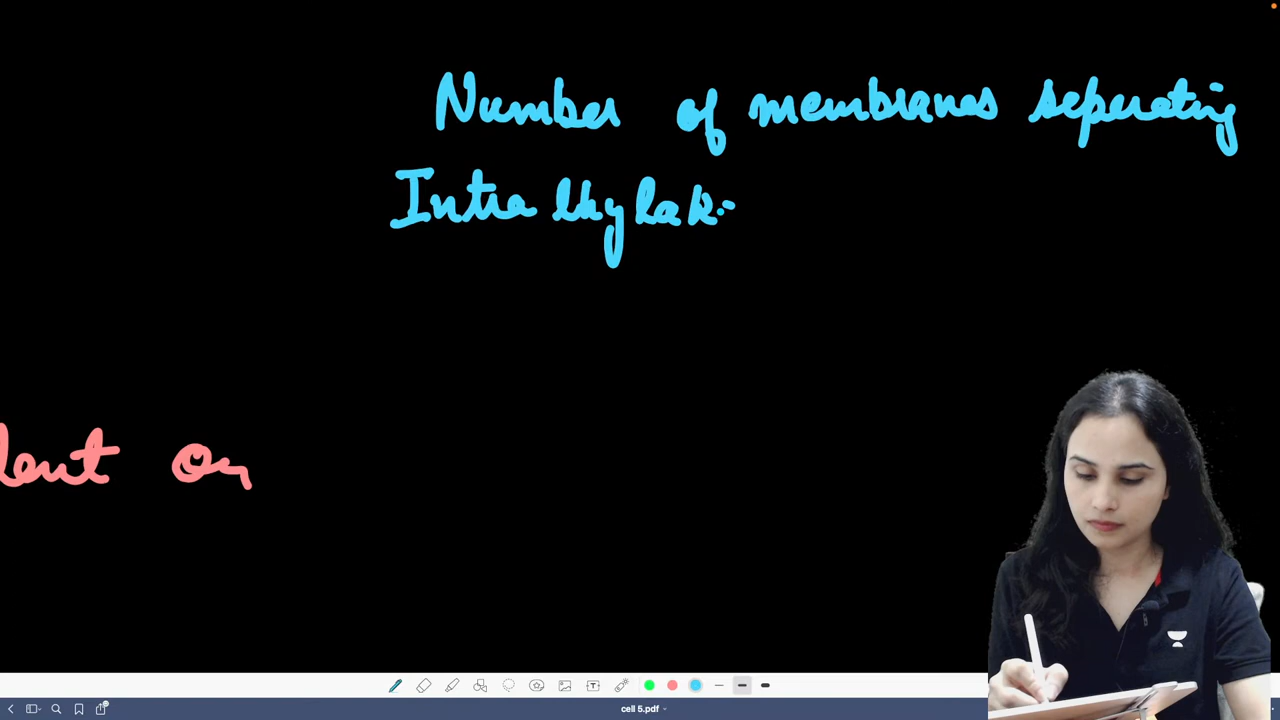 Number of membranes seperating
Intra thylak
lent on
cell 5.pdf